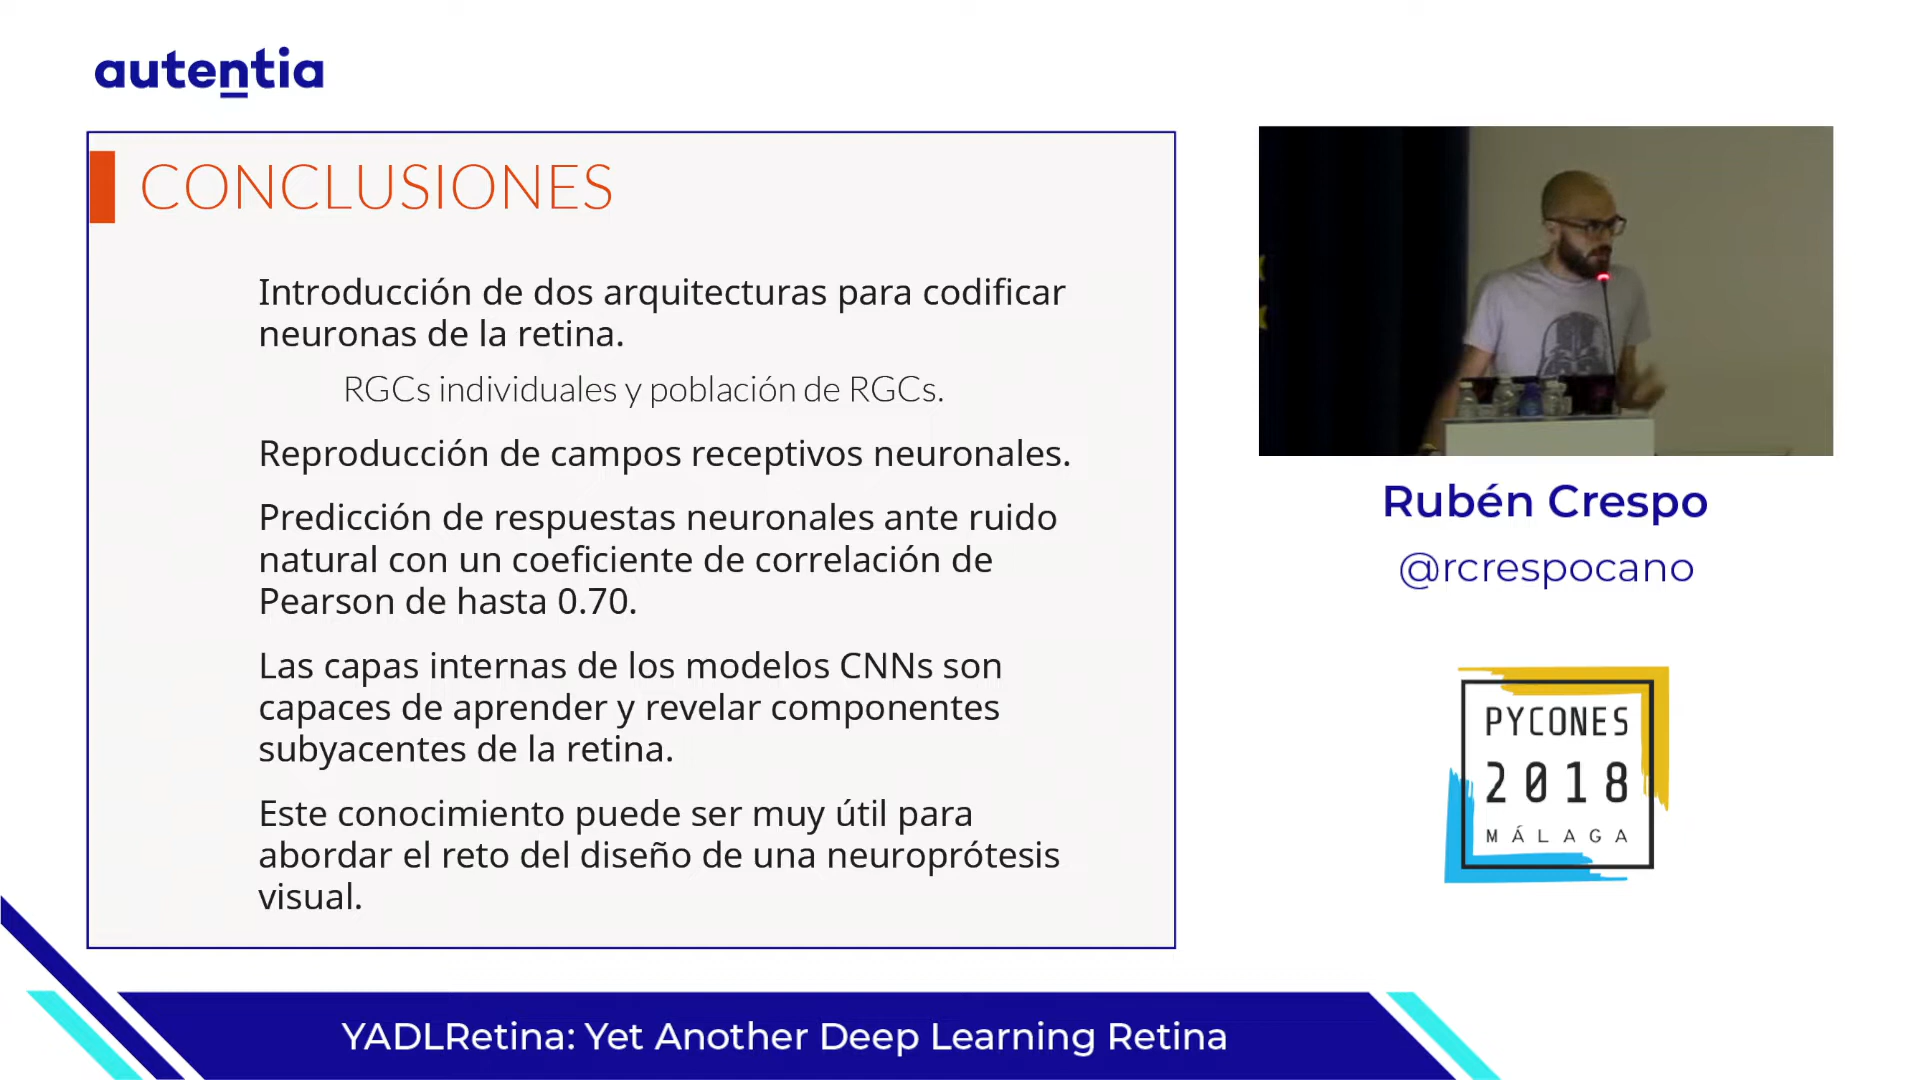 autentia
CONCLUSIONES
Introducción de dos arquitecturas para codificar
neuronas de la retina.
RGCs individuales y población de RGCs.
Reproducción de campos receptivos neuronales.
Predicción de respuestas neuronales ante ruido
natural con un coeficiente de correlación de
Pearson de hasta 0.70.
Las capas internas de los modelos CNNs son
capaces de aprender y revelar componentes
subyacentes de la retina.
Este conocimiento puede ser muy útil para
abordar el reto del diseño de una neuroprótesis
visual.
Rubén Crespo
@rcrespocano
PYCONES
2018
MÁLAGA
YADLRetina: Yet Another Deep Learning Retina